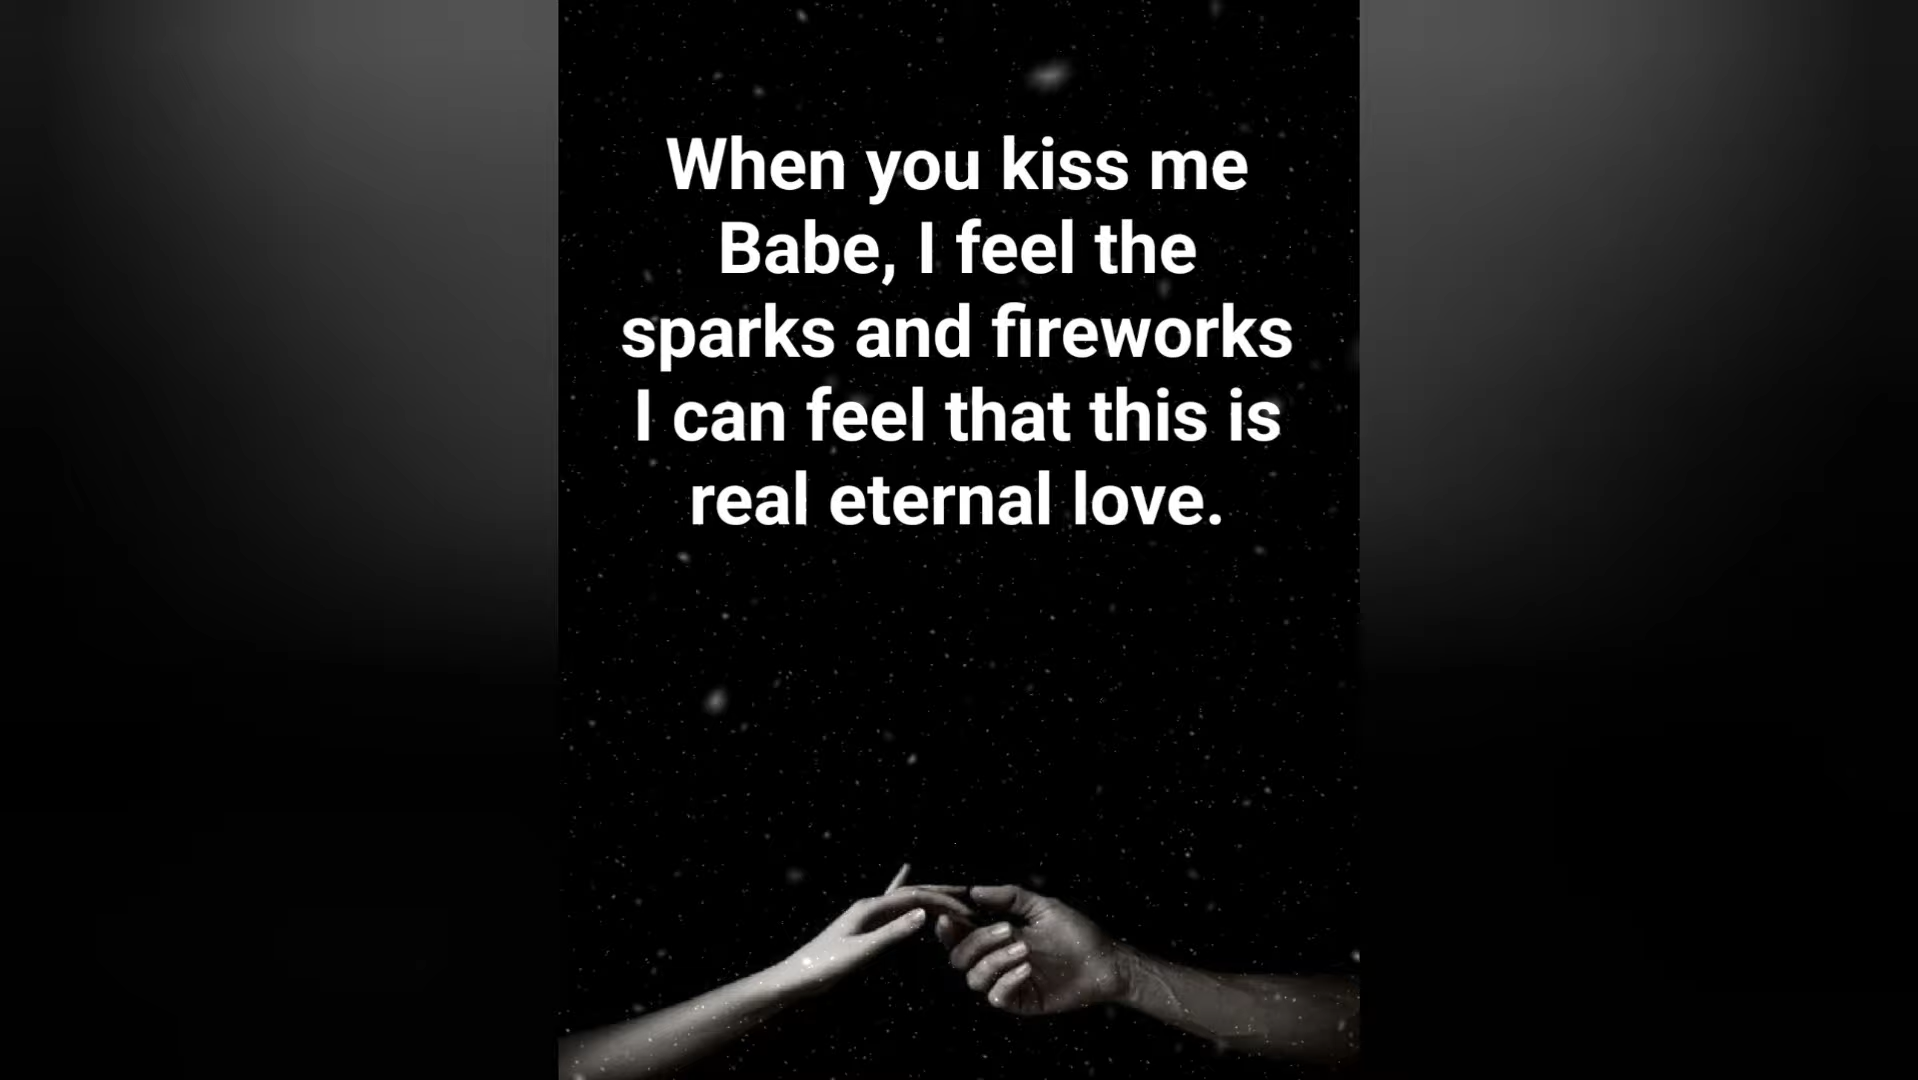 When you kiss me
Babe, I feel the
sparks and fireworks
I can feel that this is
real eternal love.